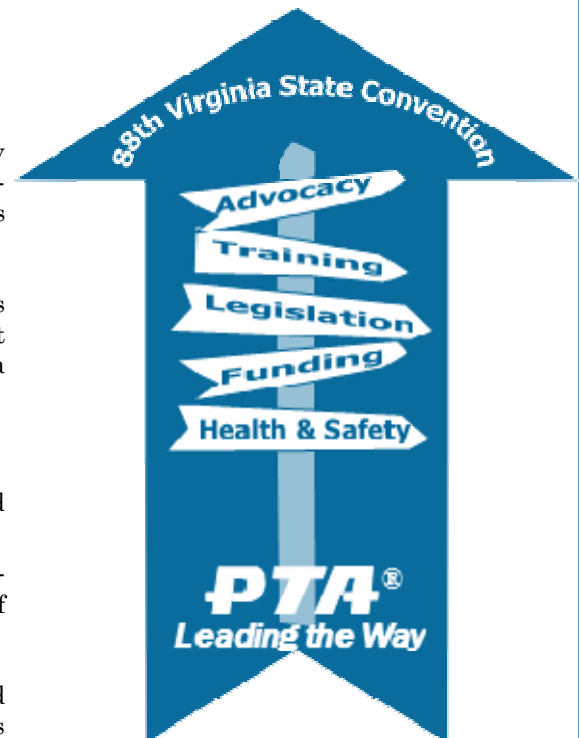 88th Virginia State Convention
Advocacy
Training
Legislation
Funding
Health & Safety
PTA®
Leading the Way